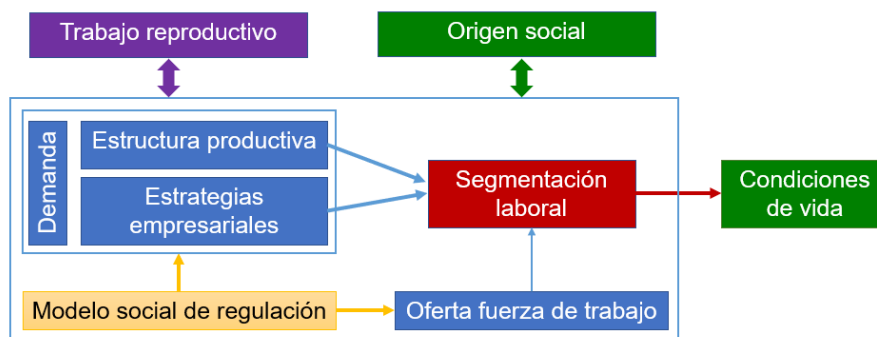 Trabajo reproductivo
Origen social
Demanda
Estructura productiva
Estrategias
empresariales
Segmentación
laboral
Condiciones
de vida
Modelo social de regulación
Oferta fuerza de trabajo